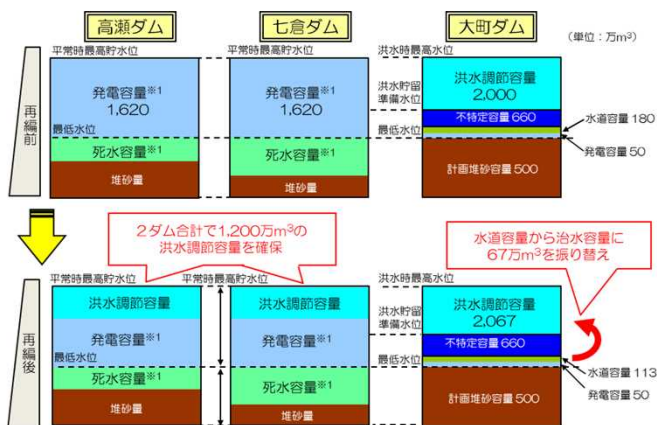 高瀬ダム
七倉ダム
大町ダム
（単位：万m³）
再編前
平常時最高貯水位
発電容量※1
1,620
最低水位
死水容量※1
堆砂量
平常時最高貯水位
発電容量※1
1,620
死水容量※1
堆砂量
洪水時最高水位
洪水貯留
準備水位
最低水位
洪水調節容量
2,000
不特定容量 660
計画堆砂容量 500
水道容量 180
発電容量 50
2ダム合計で1,200万m³の
洪水調節容量を確保
水道容量から治水容量に
67万m³を振り替え
再編後
平常時最高貯水位
洪水調節容量
発電容量※1
最低水位
死水容量※1
堆砂量
平常時最高貯水位
洪水調節容量
発電容量※1
死水容量※1
堆砂量
洪水時最高水位
洪水貯留
準備水位
最低水位
洪水調節容量
2,067
不特定容量 660
計画堆砂容量 500
水道容量 113
発電容量 50